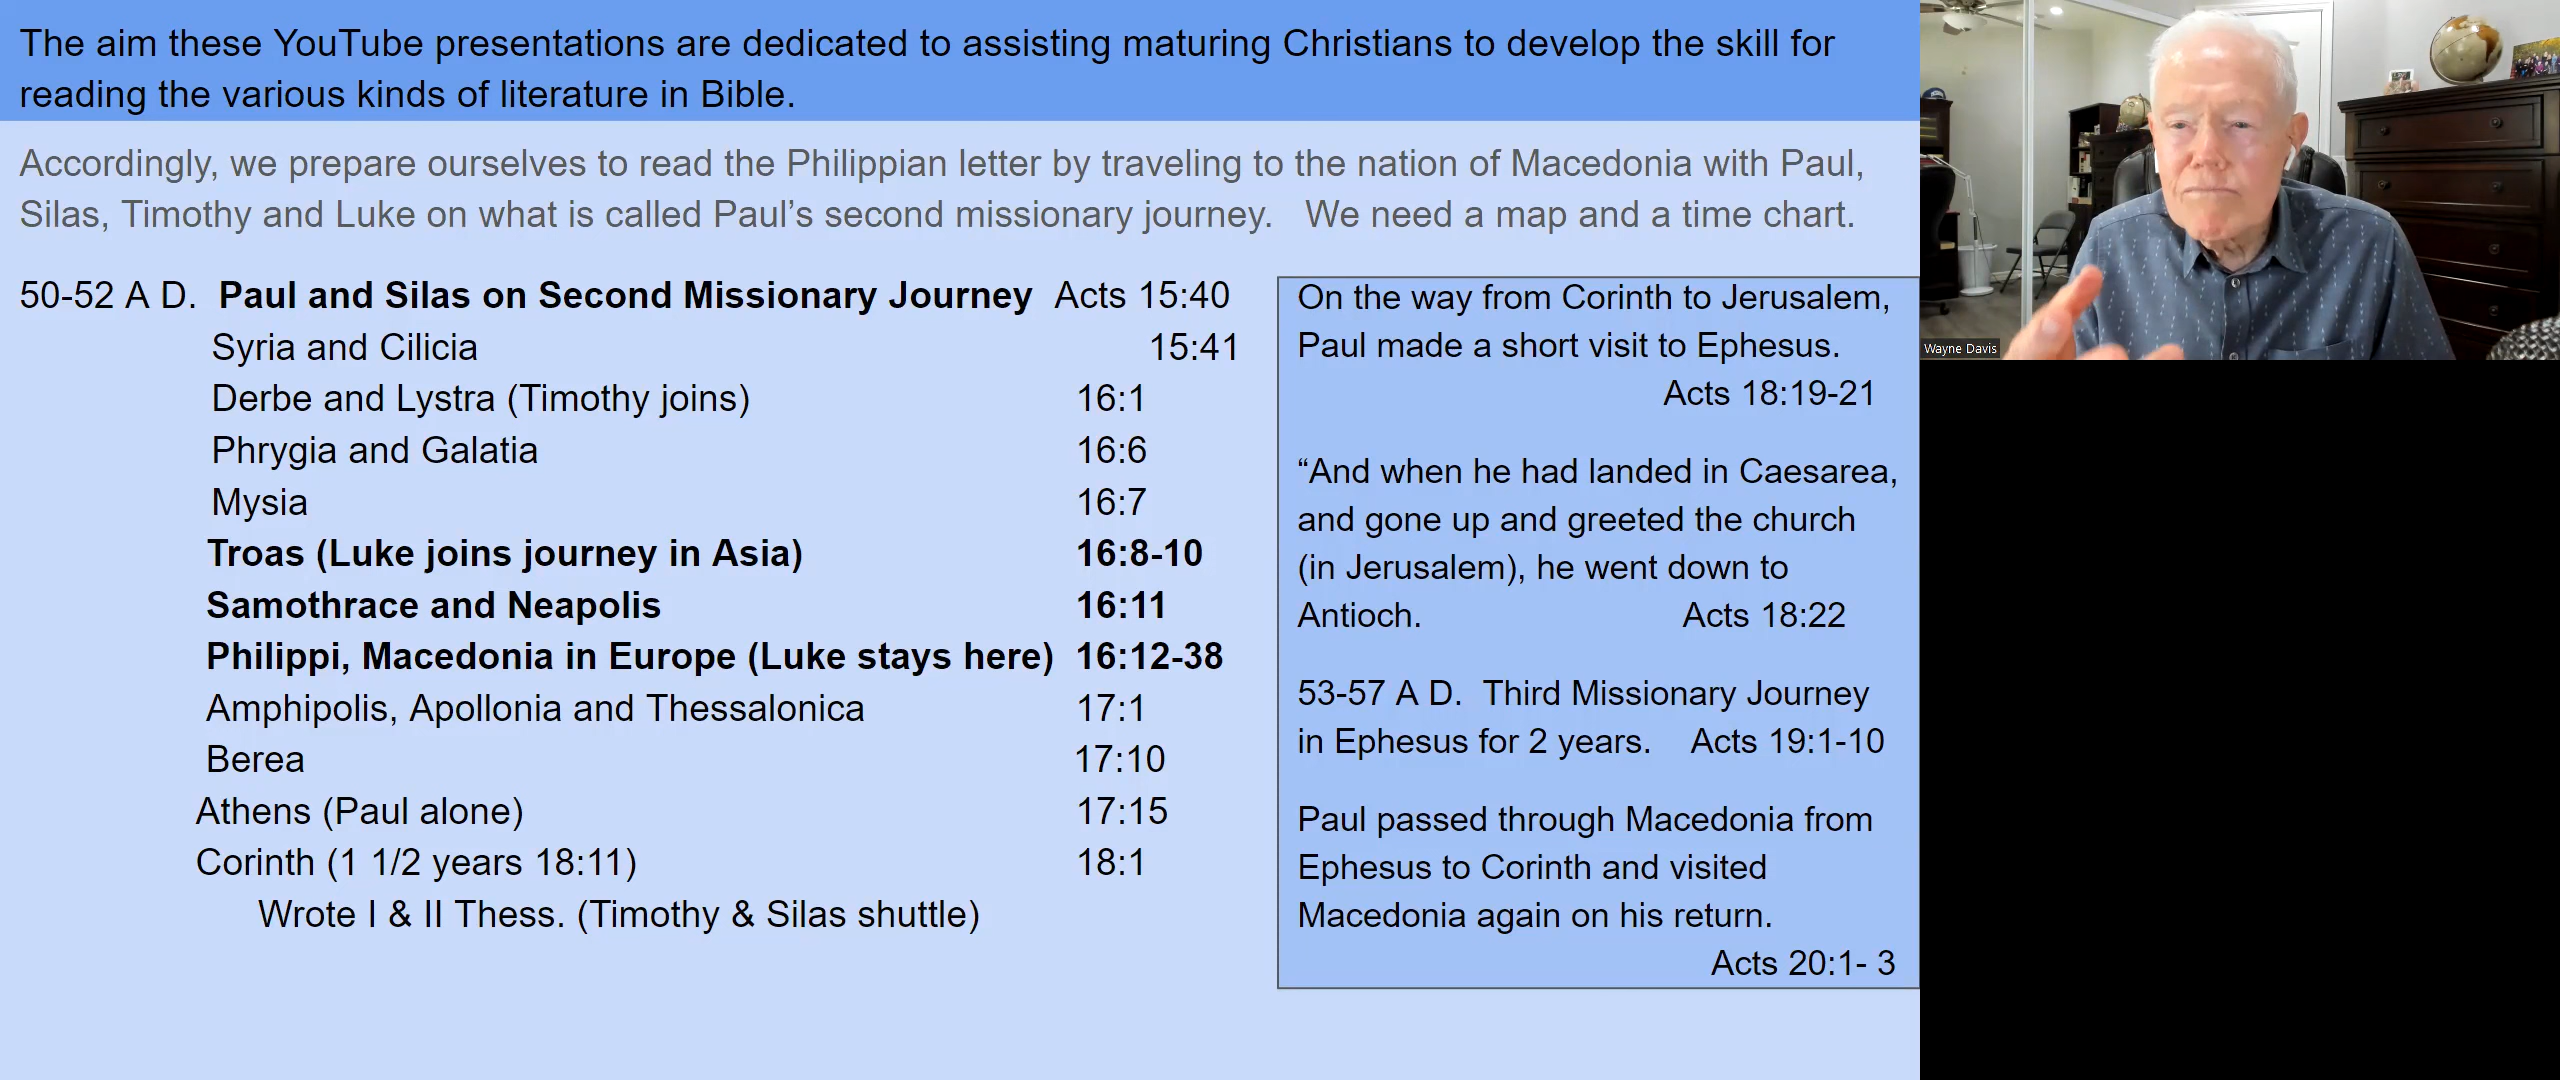 The aim these YouTube presentations are dedicated to assisting maturing Christians to develop the skill for
reading the various kinds of literature in Bible.
Accordingly, we prepare ourselves to read the Philippian letter by traveling to the nation of Macedonia with Paul,
Silas, Timothy and Luke on what is called Paul’s second missionary journey. We need a map and a time chart.
50-52 A D. Paul and Silas on Second Missionary Journey Acts 15:40
Syria and Cilicia 15:41
Derbe and Lystra (Timothy joins) 16:1
Phrygia and Galatia 16:6
Mysia 16:7
Troas (Luke joins journey in Asia) 16:8-10
Samothrace and Neapolis 16:11
Philippi, Macedonia in Europe (Luke stays here) 16:12-38
Amphipolis, Apollonia and Thessalonica 17:1
Berea 17:10
Athens (Paul alone) 17:15
Corinth (1 1/2 years 18:11) 18:1
Wrote I & II Thess. (Timothy & Silas shuttle)
On the way from Corinth to Jerusalem,
Paul made a short visit to Ephesus.
Acts 18:19-21
“And when he had landed in Caesarea,
and gone up and greeted the church
(in Jerusalem), he went down to
Antioch. Acts 18:22
53-57 A D. Third Missionary Journey
in Ephesus for 2 years. Acts 19:1-10
Paul passed through Macedonia from
Ephesus to Corinth and visited
Macedonia again on his return.
Acts 20:1- 3
Wayne Davis